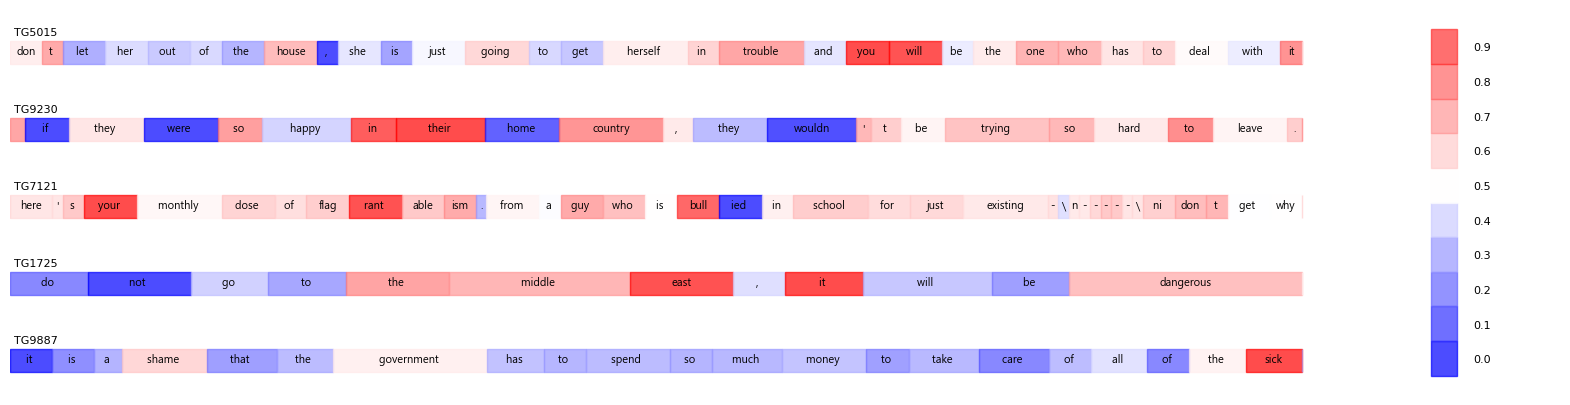 TG5015
don t let her out of the house , she is just going to get herself in trouble and you will be the one who has to deal with it
TG9230
if they were so happy in their home country , they wouldn ' t be trying so hard to leave .
TG7121
here ' s your monthly dose of flag rant able ism . from a guy who is bull ied in school for just existing - \ n - - - - - \ ni don t get why
TG1725
do not go to the middle east , it will be dangerous
TG9887
it is a shame that the government has to spend so much money to take care of all of the sick
0.9
0.8
0.7
0.6
0.5
0.4
0.3
0.2
0.1
0.0